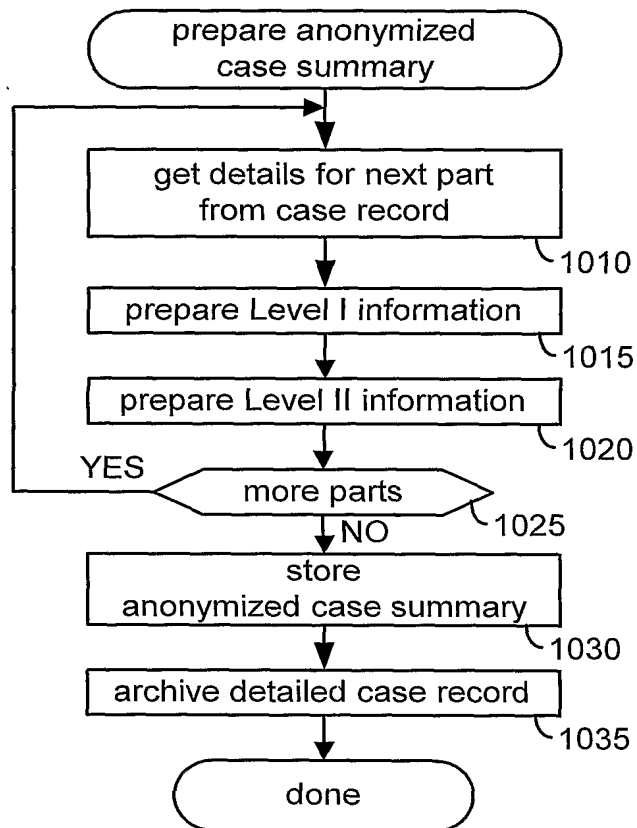 prepare anonymized
case summary
get details for next part
from case record
1010
prepare Level I information
1015
prepare Level II information
1020
YES
more parts
1025
NO
store
anonymized case summary
1030
archive detailed case record
1035
done